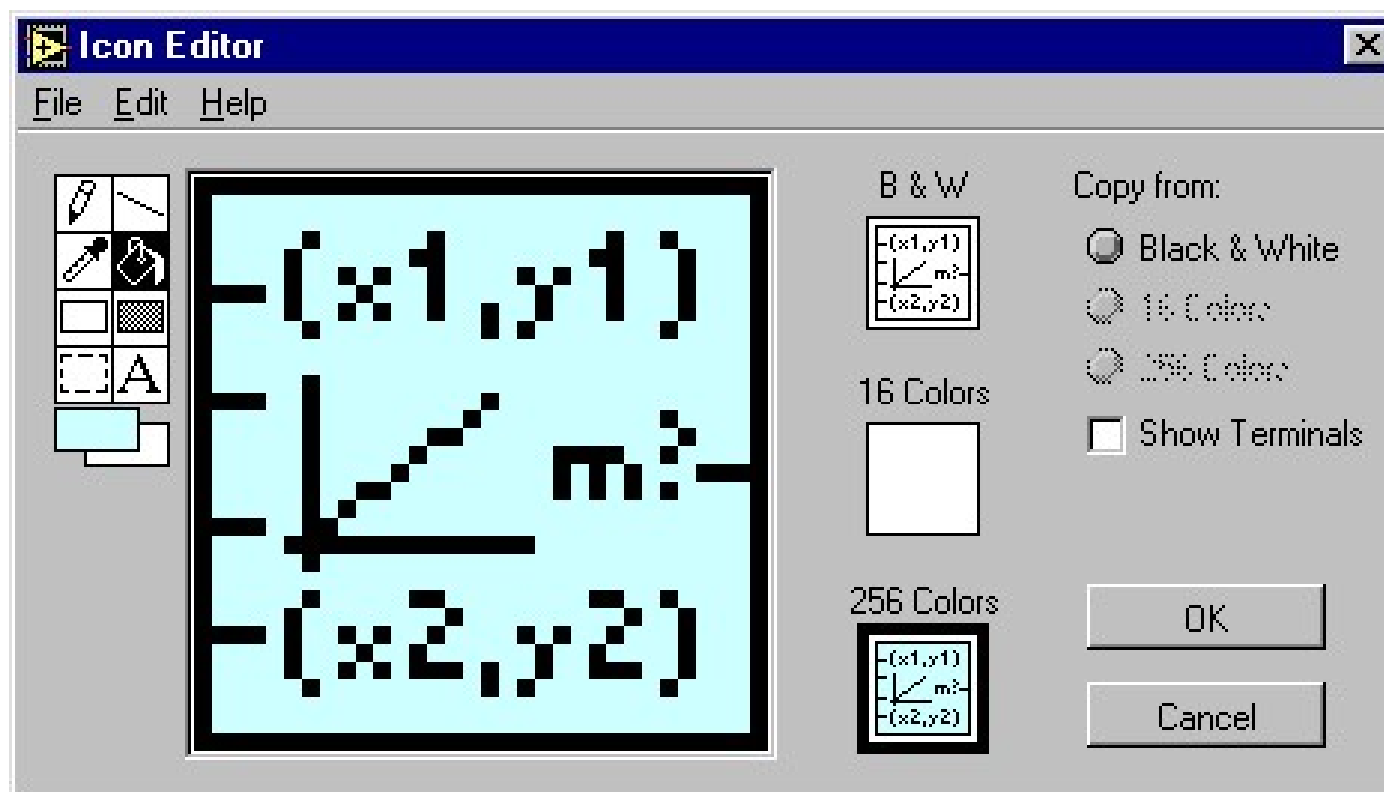 Icon Editor
File Edit Help
A
(x1,y1)
m?
(x2,y2)
B & W
(x1,y1)
m?
(x2,y2)
16 Colors
256 Colors
(x1,y1)
m?
(x2,y2)
Copy from:
Black & White
16 Colors
256 Colors
Show Terminals
OK
Cancel